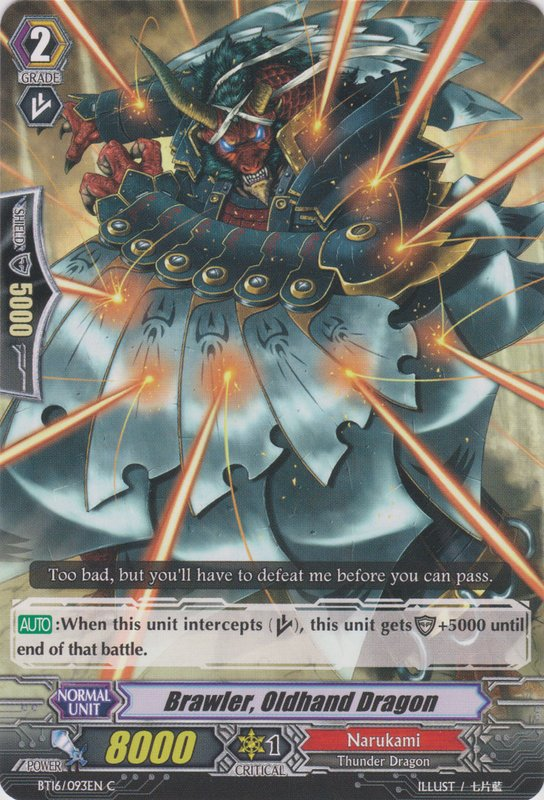 2
GRADE
SHIELD
5000
Too bad, but you'll have to defeat me before you can pass.
AUTO:When this unit intercepts ( ), this unit gets +5000 until
end of that battle.
NORMAL
UNIT
Brawler, Oldhand Dragon
POWER
8000
1
CRITICAL
Narukami
Thunder Dragon
BT16/093EN C
ILLUST / 七片藍